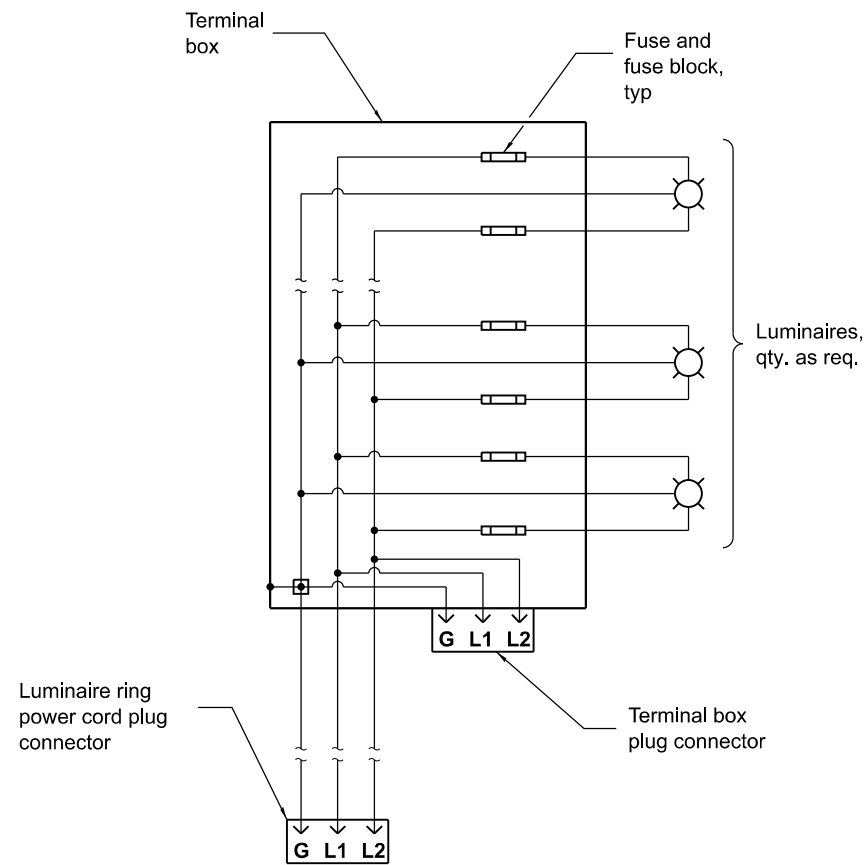 Terminal
box
Fuse and
fuse block,
typ
Luminaires,
qty. as req.
G L1 L2
Luminaire ring
power cord plug
connector
Terminal box
plug connector
G L1 L2